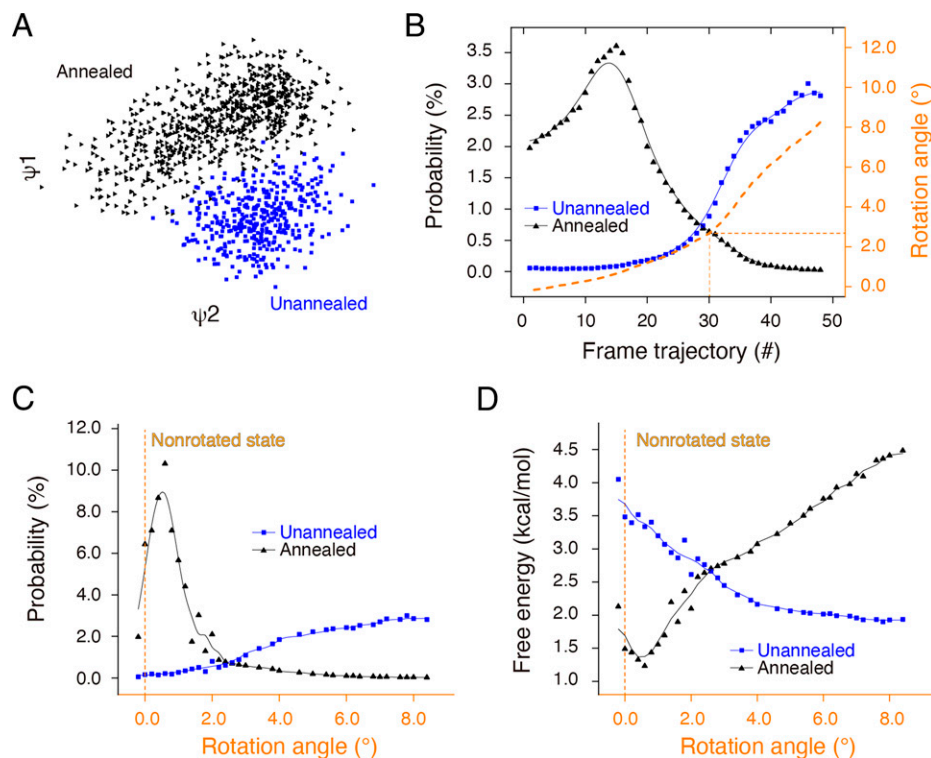 A
Annealed
ψ1
ψ2
Unannealed
B
3.5
3.0
2.5
2.0
1.5
1.0
0.5
0.0
Probability (%)
Unannealed
Annealed
12.0
10.0
8.0
6.0
4.0
2.0
0.0
Rotation angle (°)
0 10 20 30 40 50
Frame trajectory (#)
C
12.0
10.0
8.0
6.0
4.0
2.0
0.0
Probability (%)
Nonrotated state
Unannealed
Annealed
0.0 2.0 4.0 6.0 8.0
Rotation angle (°)
D
4.5
4.0
3.5
3.0
2.5
2.0
1.5
1.0
Free energy (kcal/mol)
Nonrotated state
Unannealed
Annealed
0.0 2.0 4.0 6.0 8.0
Rotation angle (°)